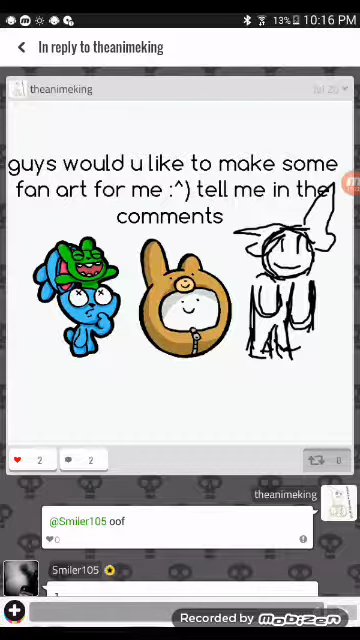 13% 10:16 PM
In reply to theanimeking
theanimeking
guys would u like to make some
fan art for me :^) tell me in the
comments
2
2
0
theanimeking
@Smiler105 oof
0
Smiler105
Recorded by Mobizen